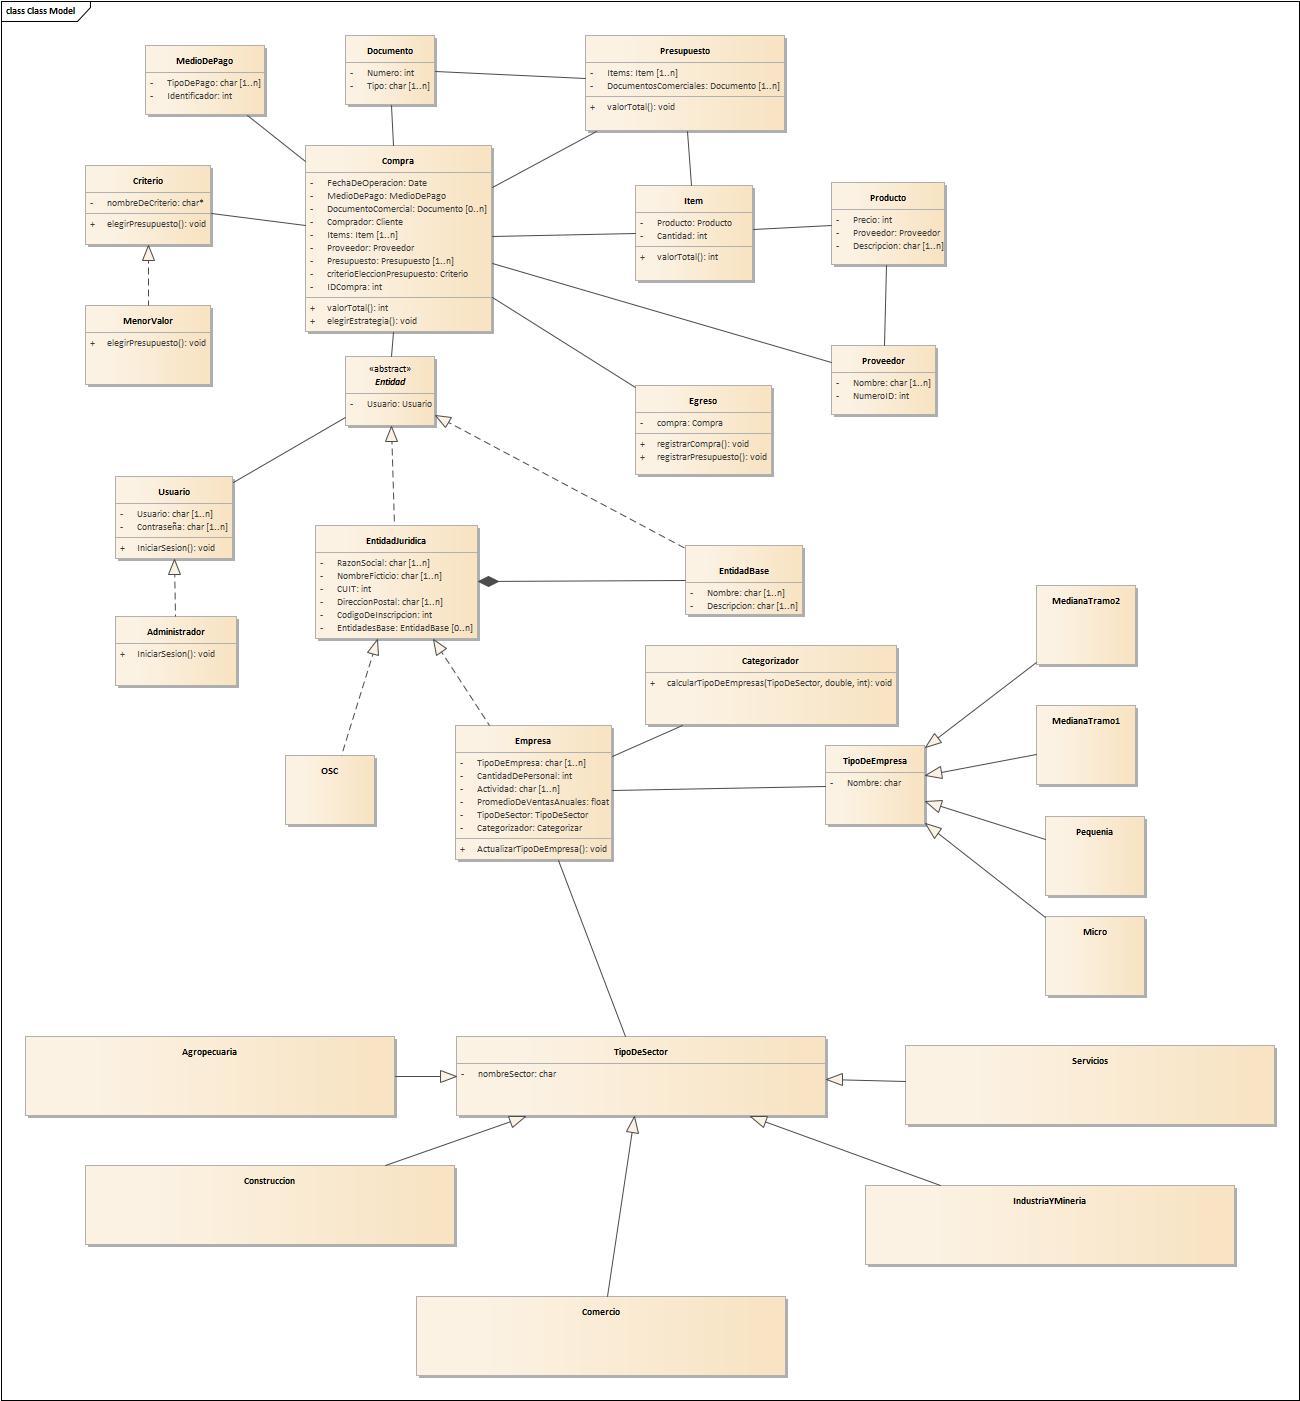 class Class Model
MedioDePago
- TipoDePago: char [1..n]
- Identificador: int
Documento
- Numero: int
- Tipo: char [1..n]
Presupuesto
- Items: Item [1..n]
- DocumentosComerciales: Documento [1..n]
+ valorTotal(): void
Criterio
- nombreDeCriterio: char*
+ elegirPresupuesto(): void
Compra
- FechaDeOperacion: Date
- MedioDePago: MedioDePago
- DocumentoComercial: Documento [0..n]
- Comprador: Cliente
- Items: Item [1..n]
- Proveedor: Proveedor
- Presupuesto: Presupuesto [1..n]
- criterioEleccionPresupuesto: Criterio
- IDCompra: int
+ valorTotal(): int
+ elegirEstrategia(): void
Item
- Producto: Producto
- Cantidad: int
+ valorTotal(): int
Producto
- Precio: int
- Proveedor: Proveedor
- Descripcion: char [1..n]
MenorValor
+ elegirPresupuesto(): void
«abstract»
Entidad
- Usuario: Usuario
Egreso
- compra: Compra
+ registrarCompra(): void
+ registrarPresupuesto(): void
Proveedor
- Nombre: char [1..n]
- NumeroID: int
Usuario
- Usuario: char [1..n]
- Contraseña: char [1..n]
+ IniciarSesion(): void
EntidadJuridica
- RazonSocial: char [1..n]
- NombreFicticio: char [1..n]
- CUIT: int
- DireccionPostal: char [1..n]
- CodigoDeInscripcion: int
- EntidadesBase: EntidadBase [0..n]
EntidadBase
- Nombre: char [1..n]
- Descripcion: char [1..n]
Administrador
+ IniciarSesion(): void
MedianaTramo2
Categorizador
+ calcularTipoDeEmpresas(TipoDeSector, double, int): void
MedianaTramo1
OSC
Empresa
- TipoDeEmpresa: char [1..n]
- CantidadDePersonal: int
- Actividad: char [1..n]
- PromedioDeVentasAnuales: float
- TipoDeSector: TipoDeSector
- Categorizador: Categorizar
+ ActualizarTipoDeEmpresa(): void
TipoDeEmpresa
- Nombre: char
Pequenia
Micro
Agropecuaria
TipoDeSector
- nombreSector: char
Servicios
Construccion
IndustriaYMineria
Comercio